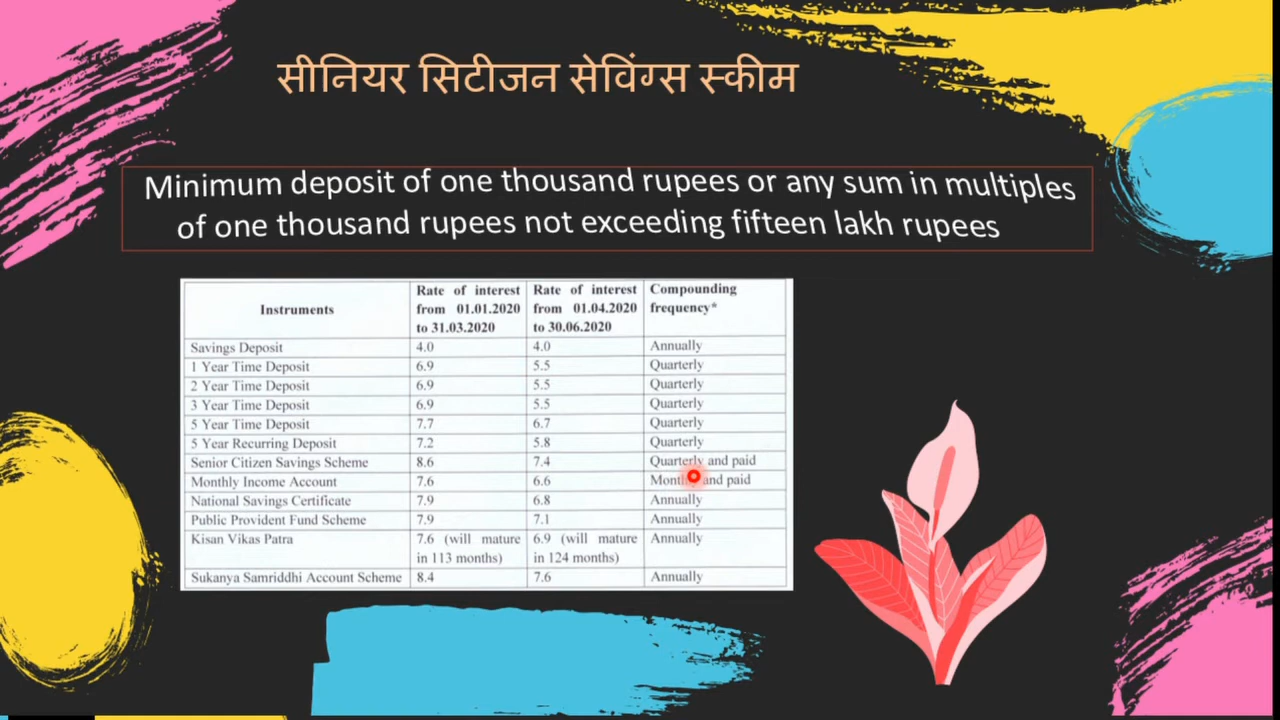 सीनियर सिटीजन सेविंग्स स्कीम
Minimum deposit of one thousand rupees or any sum in multiples
of one thousand rupees not exceeding fifteen lakh rupees
Instruments Rate of interest from 01.01.2020 to 31.03.2020 Rate of interest from 01.04.2020 to 30.06.2020 Compounding frequency*
Savings Deposit 4.0 4.0 Annually
1 Year Time Deposit 6.9 5.5 Quarterly
2 Year Time Deposit 6.9 5.5 Quarterly
3 Year Time Deposit 6.9 5.5 Quarterly
5 Year Time Deposit 7.7 6.7 Quarterly
5 Year Recurring Deposit 7.2 5.8 Quarterly
Senior Citizen Savings Scheme 8.6 7.4 Quarterly and paid
Monthly Income Account 7.6 6.6 Monthly and paid
National Savings Certificate 7.9 6.8 Annually
Public Provident Fund Scheme 7.9 7.1 Annually
Kisan Vikas Patra 7.6 (will mature in 113 months) 6.9 (will mature in 124 months) Annually
Sukanya Samriddhi Account Scheme 8.4 7.6 Annually